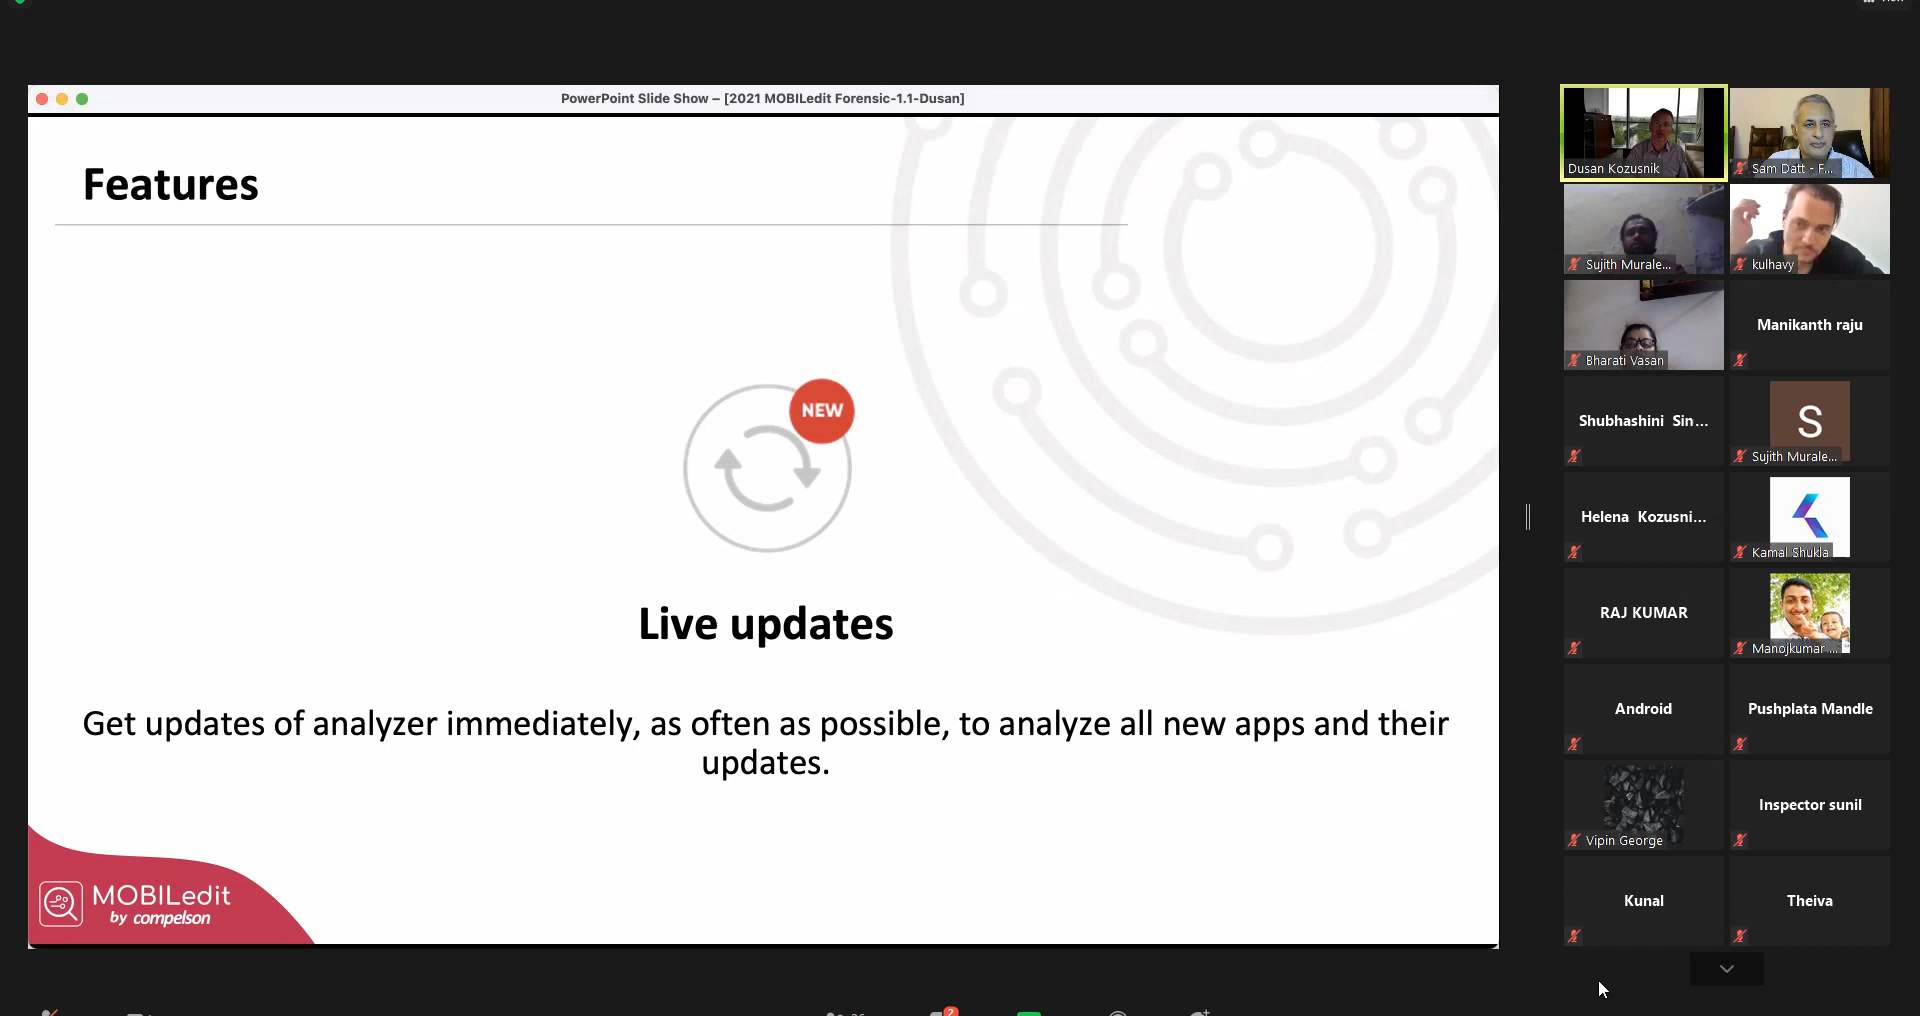 PowerPoint Slide Show – [2021 MOBILedit Forensic-1.1-Dusan]
Features
NEW
Live updates
Get updates of analyzer immediately, as often as possible, to analyze all new apps and their
updates.
MOBILedit
by compelson
Dusan Kozusnik
Sam Datt - F...
Sujith Murale...
kulhavy
Bharati Vasan
Manikanth raju
Shubhashini Sin...
S
Sujith Murale...
Helena Kozusni...
Kamal Shukla
RAJ KUMAR
Manojkumar ...
Android
Pushplata Mandle
Vipin George
Inspector sunil
Kunal
Theiva
2